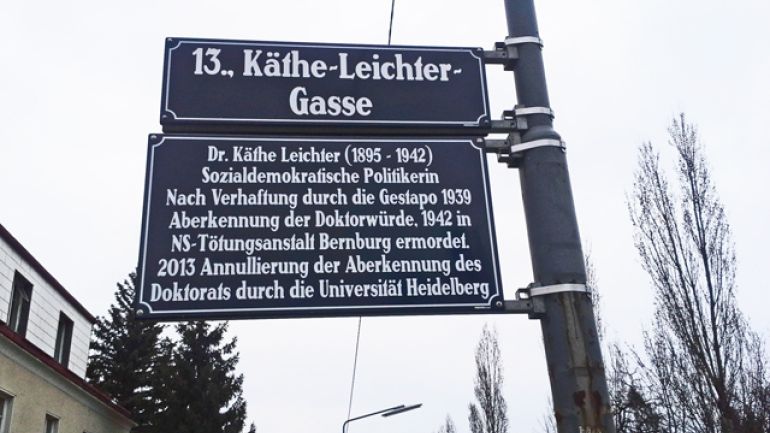 13., Käthe-Leichter-
Gasse
Dr. Käthe Leichter (1895 - 1942)
Sozialdemokratische Politikerin
Nach Verhaftung durch die Gestapo 1939
Aberkennung der Doktorwürde, 1942 in
NS-Tötungsanstalt Bernburg ermordet.
2013 Annullierung der Aberkennung des
Doktorats durch die Universität Heidelberg